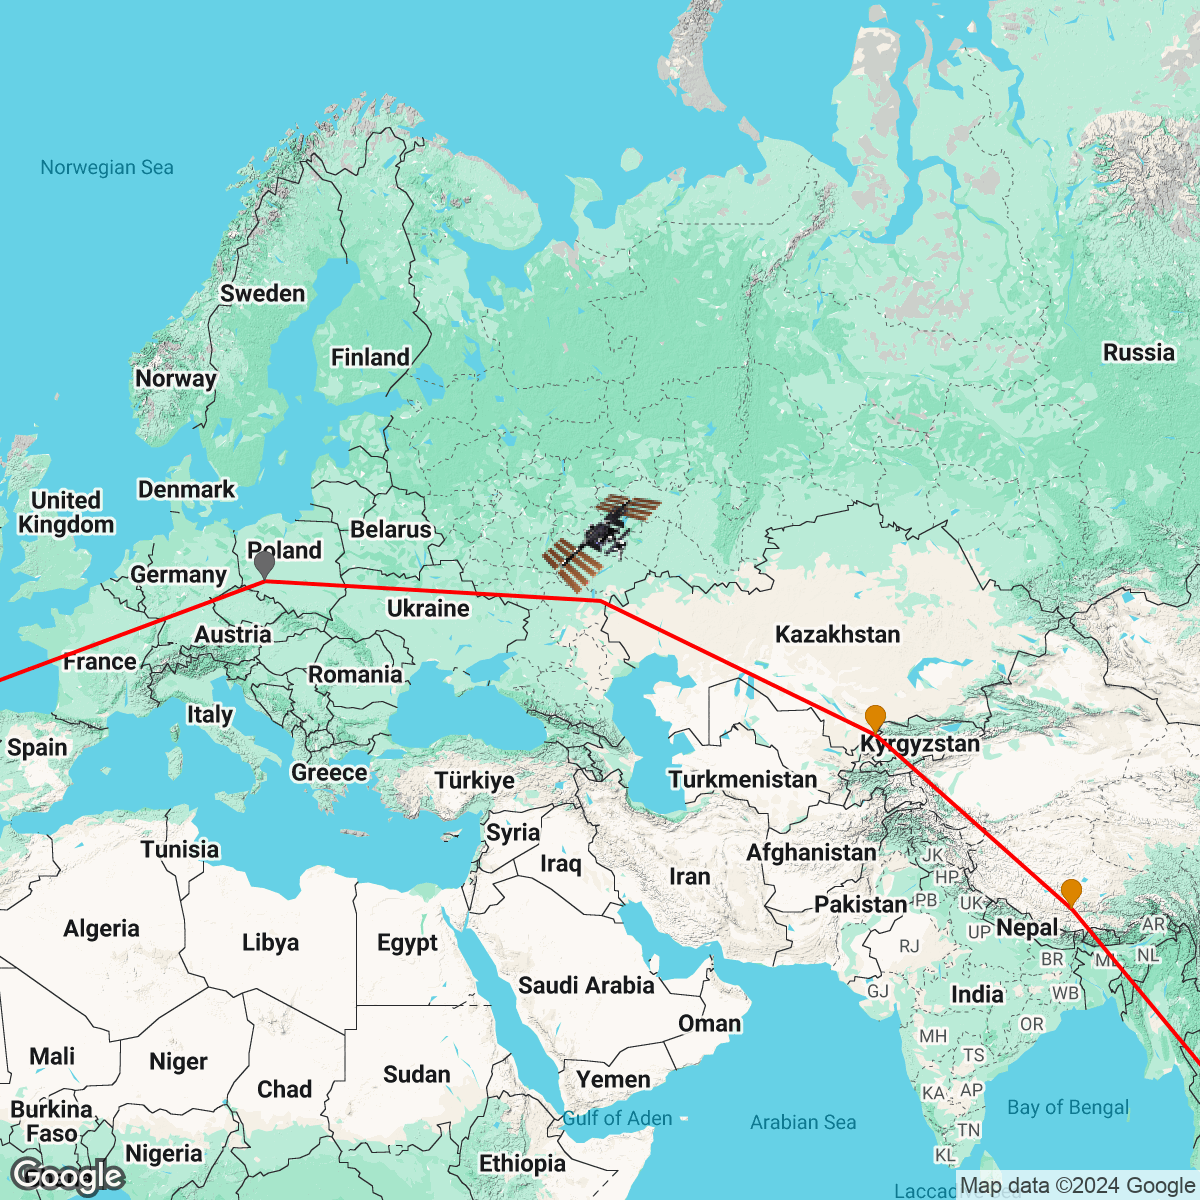 Norwegian Sea
Sweden
Finland
Russia
Norway
Denmark
United
Kingdom
Belarus
Poland
Germany
Ukraine
Austria
Kazakhstan
France
Romania
Italy
Kyrgyzstan
Spain
Greece
Türkiye
Turkmenistan
Syria
Tunisia
Iraq
Afghanistan
JK
Iran
HP
Pakistan
PB
UK
Nepal
AR
Algeria
Libya
Egypt
UP
RJ
BR
NL
Saudi Arabia
GJ
India
WB
Oman
OR
MH
Mali
Niger
TS
Chad
Sudan
Yemen
KA
AP
Burkina
Faso
Gulf of Aden
Arabian Sea
Bay of Bengal
TN
Nigeria
Ethiopia
KL
Google
Map data ©2024 Google